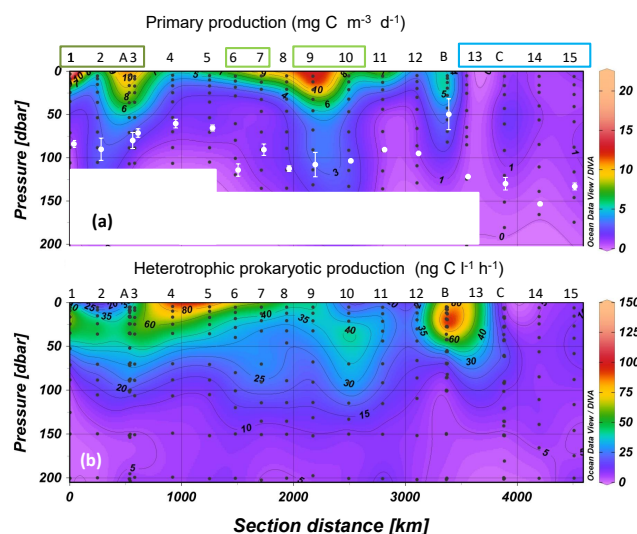 Primary production (mg C m-3 d-1)
1 2 A 3 4 5 6 7 8 9 10 11 12 B 13 C 14 15
Pressure [dbar]
0
50
100
150
200
7 10 8 6 7 4 9 10 6 6 3 5 1 1 1 0
(a)
20
15
10
5
0
Ocean Data View / DIVA
Heterotrophic prokaryotic production (ng C l-1 h-1)
1 2 A 3 4 5 6 7 8 9 10 11 12 B 13 C 14 15
Pressure [dbar]
0
50
100
150
200
25 35 60 80 40 35 40 35 60 40 30 20 25 30 15 10 5 5 5
(b)
150
125
100
75
50
25
0
Ocean Data View / DIVA
0 1000 2000 3000 4000
Section distance [km]